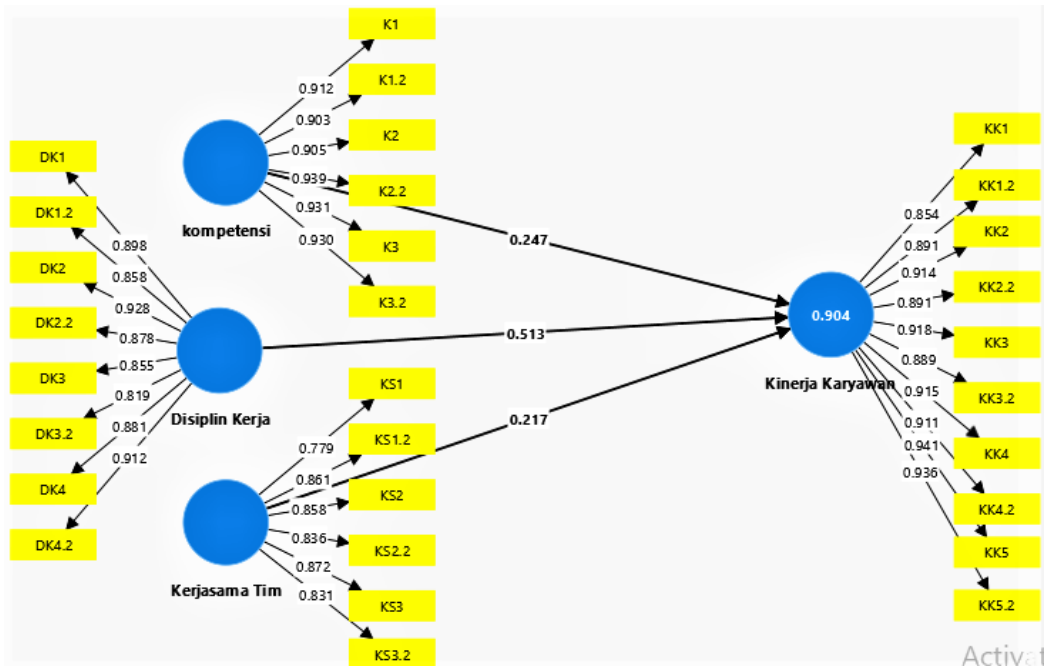 K1
K1.2
K2
K2.2
K3
K3.2
0.912
0.903
0.905
0.939
0.931
0.930
kompetensi
DK1
DK1.2
DK2
DK2.2
DK3
DK3.2
DK4
DK4.2
0.898
0.858
0.928
0.878
0.855
0.819
0.881
0.912
Disiplin Kerja
KS1
KS1.2
KS2
KS2.2
KS3
KS3.2
0.779
0.861
0.858
0.836
0.872
0.831
Kerjasama Tim
0.247
0.513
0.217
0.904
Kinerja Karyawan
0.854
0.891
0.914
0.891
0.918
0.889
0.915
0.911
0.941
0.936
KK1
KK1.2
KK2
KK2.2
KK3
KK3.2
KK4
KK4.2
KK5
KK5.2
Activat